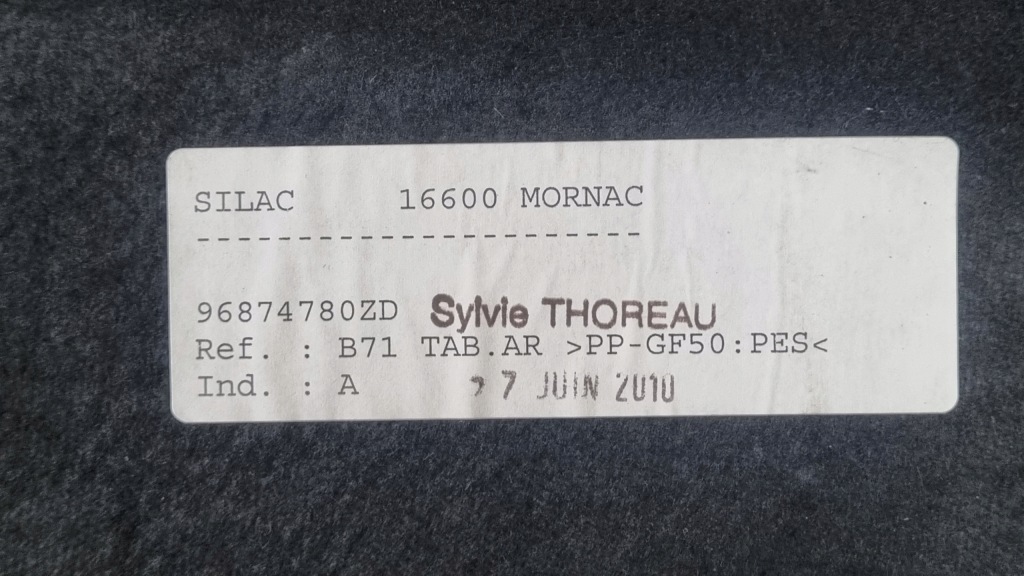 SILAC 16600 MORNAC
-----------------------
96874780ZD Sylvie THOREAU
Ref. : B71 TAB.AR >PP-GF50:PES<
Ind. : A 7 JUIN 2010